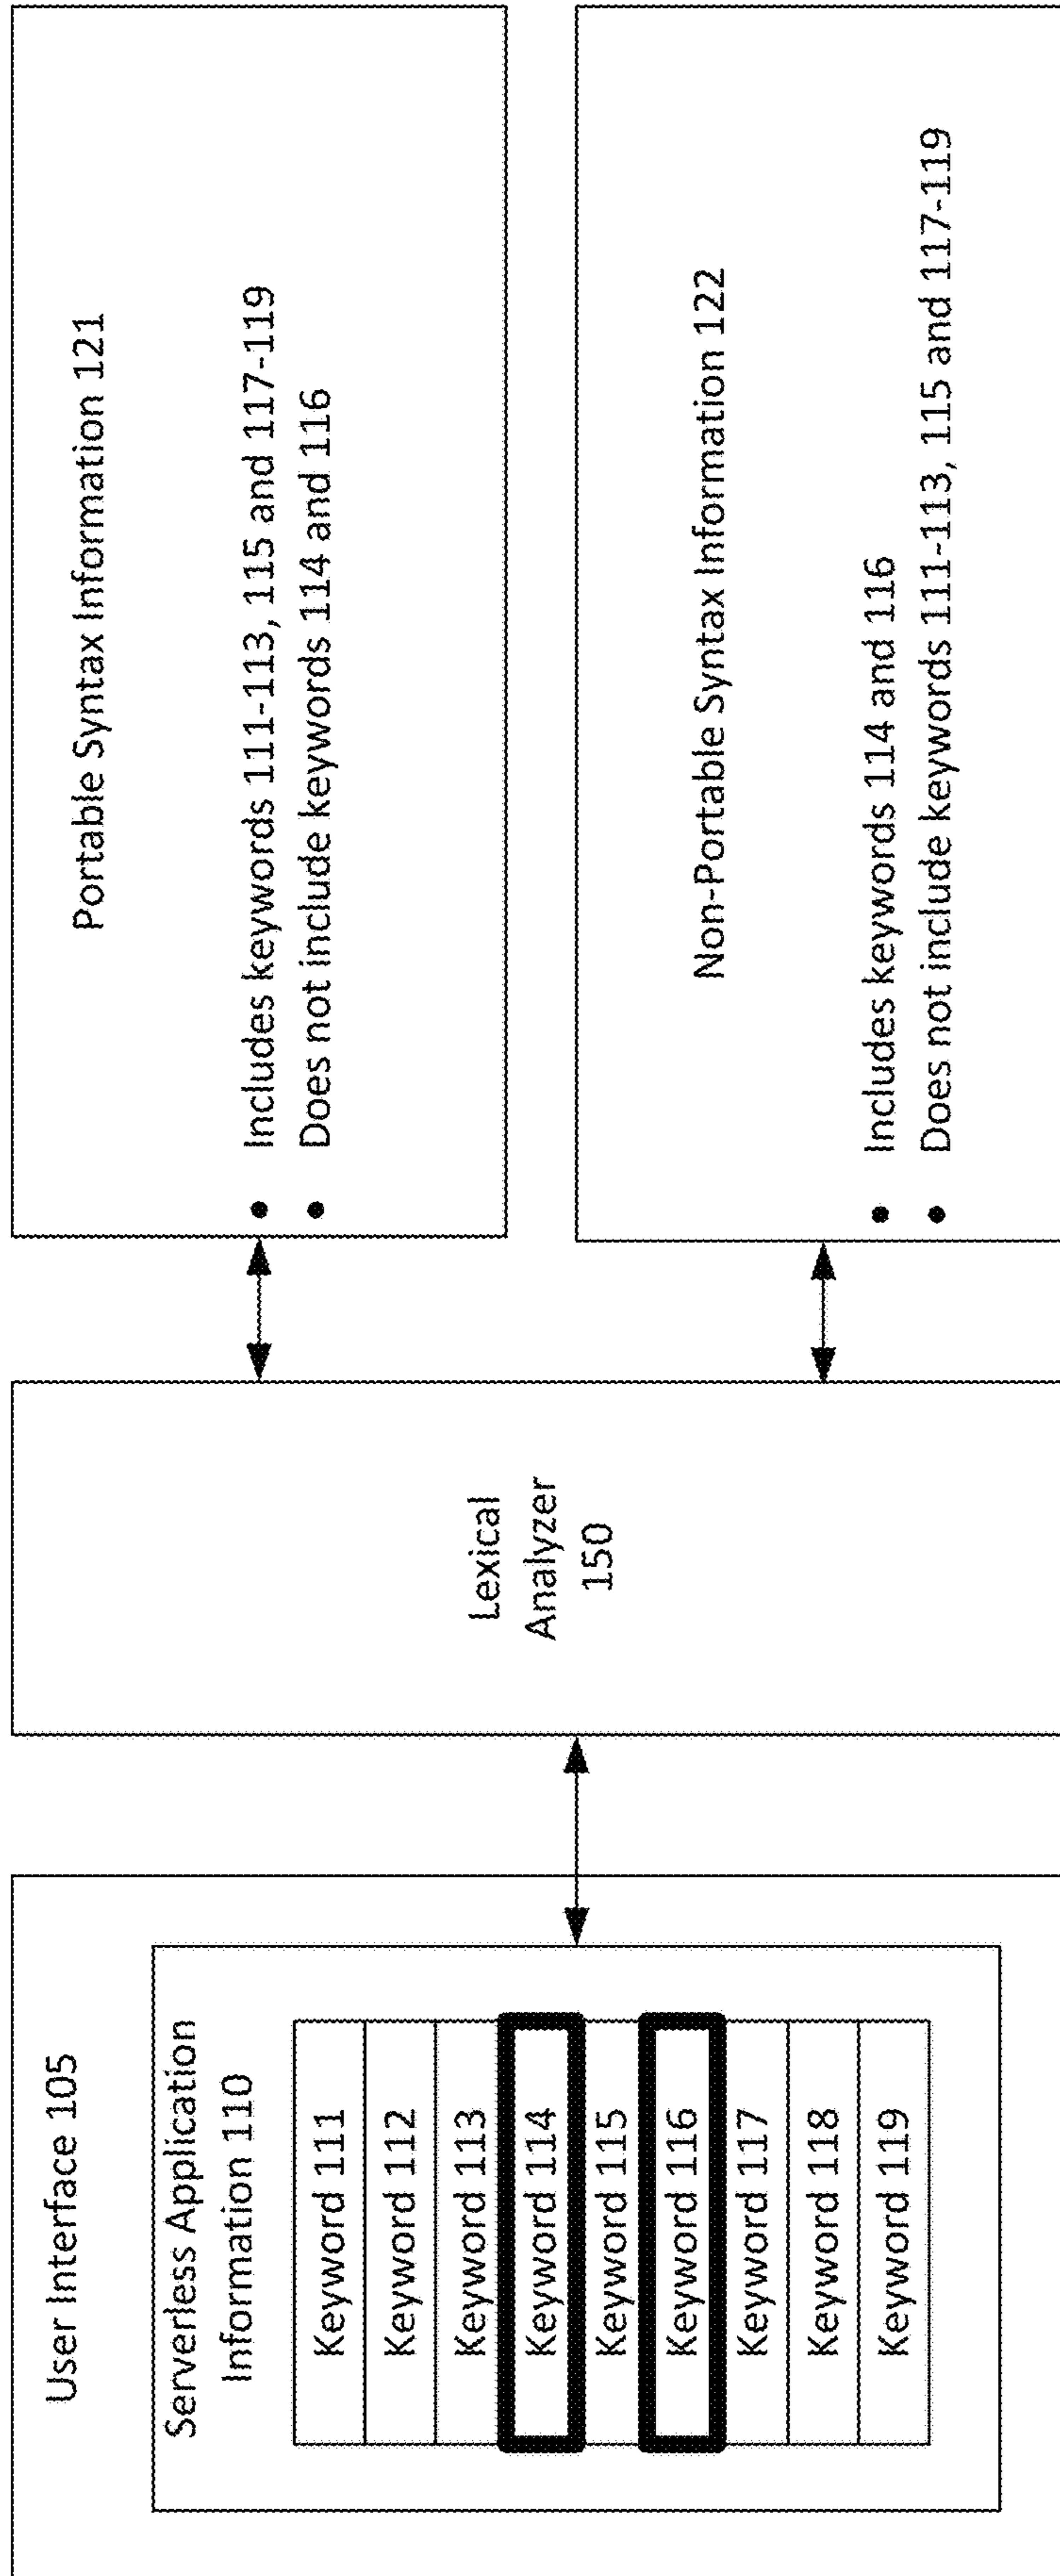 User Interface 105
Serverless Application
Information 110
Keyword 111
Keyword 112
Keyword 113
Keyword 114
Keyword 115
Keyword 116
Keyword 117
Keyword 118
Keyword 119
Lexical
Analyzer
150
Portable Syntax Information 121
• Includes keywords 111-113, 115 and 117-119
• Does not include keywords 114 and 116
Non-Portable Syntax Information 122
• Includes keywords 114 and 116
• Does not include keywords 111-113, 115 and 117-119